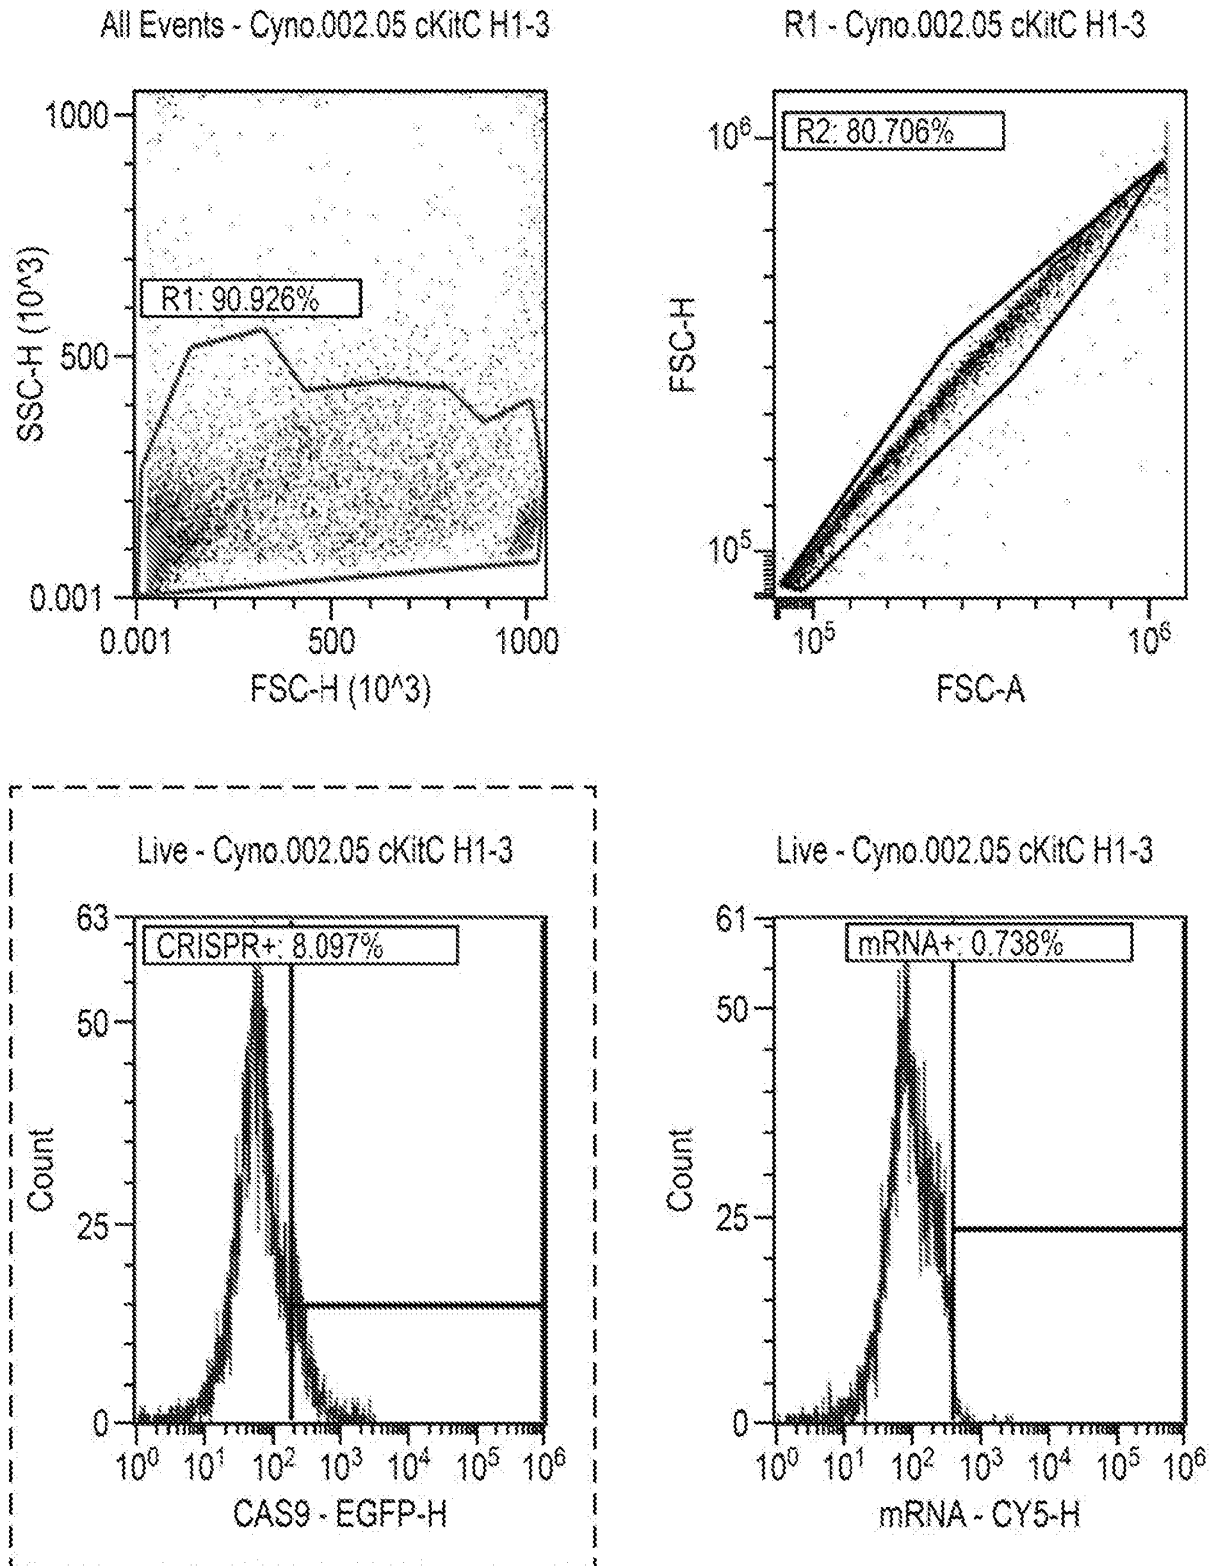 All Events - Cyno.002.05 cKitC H1-3
1000
500
0.001
SSC-H (10^3)
R1: 90.926%
0.001 500 1000
FSC-H (10^3)
R1 - Cyno.002.05 cKitC H1-3
10⁶
10⁵
FSC-H
R2: 80.706%
10⁵ 10⁶
FSC-A
Live - Cyno.002.05 cKitC H1-3
63
50
25
0
Count
CRISPR+: 8.097%
10⁰ 10¹ 10² 10³ 10⁴ 10⁵ 10⁶
CAS9 - EGFP-H
Live - Cyno.002.05 cKitC H1-3
61
50
25
0
Count
mRNA+: 0.738%
10⁰ 10¹ 10² 10³ 10⁴ 10⁵ 10⁶
mRNA - CY5-H